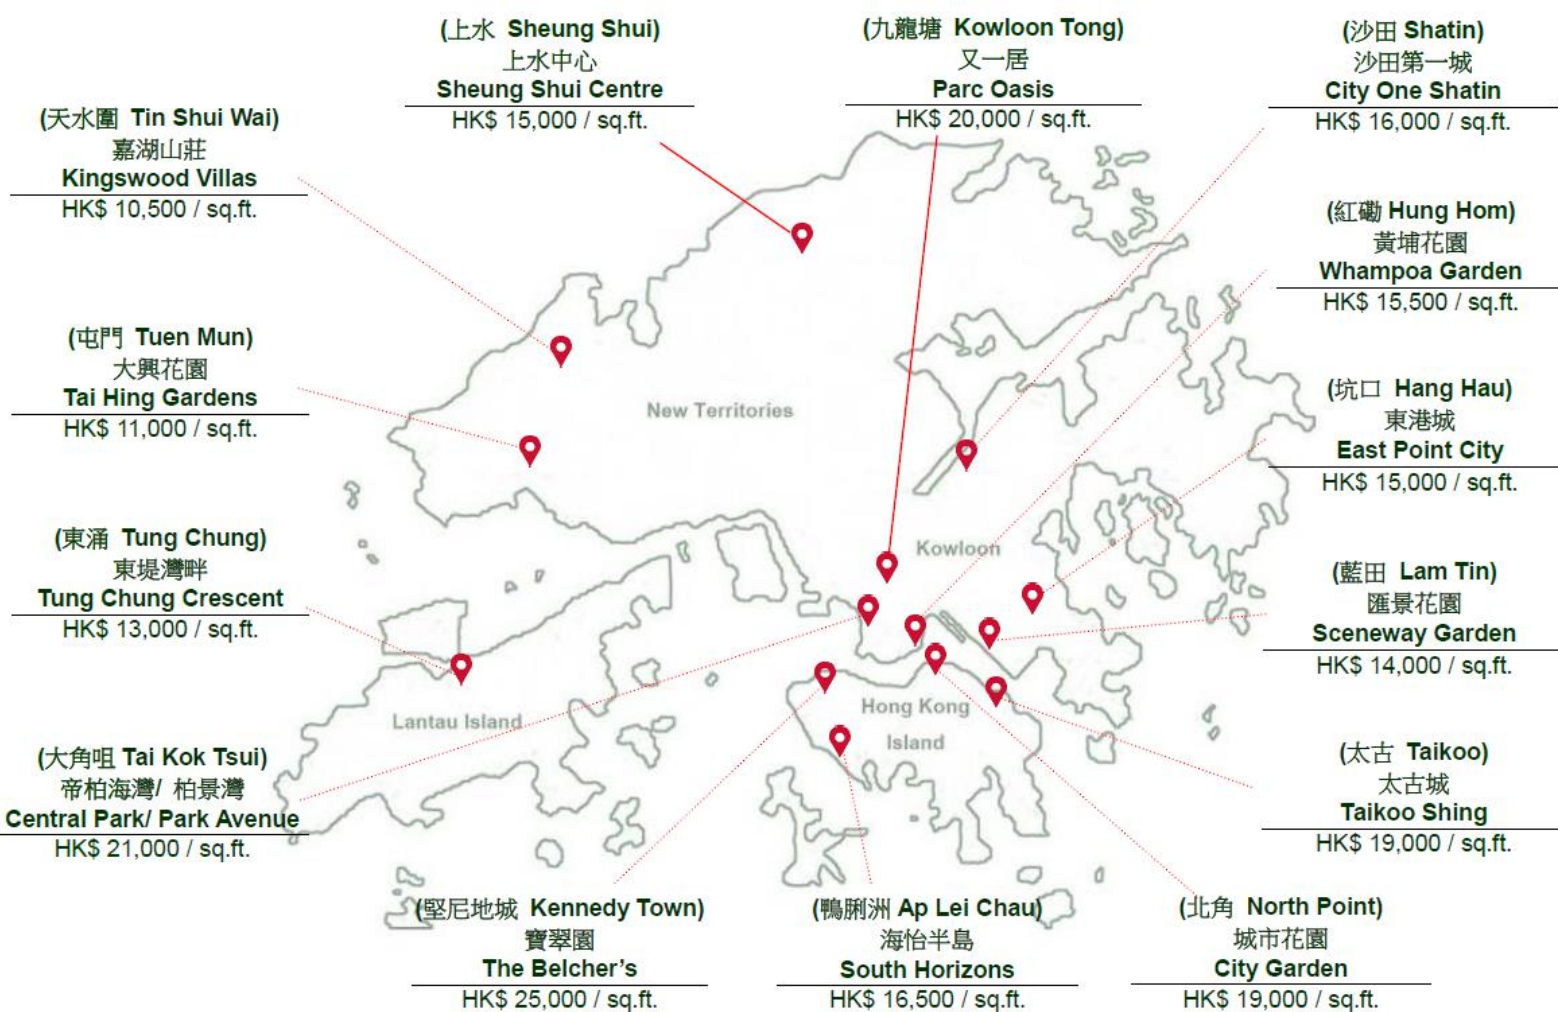 (上水 Sheung Shui)
上水中心
Sheung Shui Centre
HK$ 15,000 / sq.ft.
(九龍塘 Kowloon Tong)
又一居
Parc Oasis
HK$ 20,000 / sq.ft.
(沙田 Shatin)
沙田第一城
City One Shatin
HK$ 16,000 / sq.ft.
(天水圍 Tin Shui Wai)
嘉湖山莊
Kingswood Villas
HK$ 10,500 / sq.ft.
(紅磡 Hung Hom)
黃埔花園
Whampoa Garden
HK$ 15,500 / sq.ft.
(屯門 Tuen Mun)
大興花園
Tai Hing Gardens
HK$ 11,000 / sq.ft.
New Territories
(坑口 Hang Hau)
東港城
East Point City
HK$ 15,000 / sq.ft.
(東涌 Tung Chung)
東堤灣畔
Tung Chung Crescent
HK$ 13,000 / sq.ft.
Kowloon
(藍田 Lam Tin)
匯景花園
Sceneway Garden
HK$ 14,000 / sq.ft.
Lantau Island
Hong Kong
Island
(大角咀 Tai Kok Tsui)
帝柏海灣/ 柏景灣
Central Park/ Park Avenue
HK$ 21,000 / sq.ft.
(太古 Taikoo)
太古城
Taikoo Shing
HK$ 19,000 / sq.ft.
(堅尼地城 Kennedy Town)
寶翠園
The Belcher's
HK$ 25,000 / sq.ft.
(鴨脷洲 Ap Lei Chau)
海怡半島
South Horizons
HK$ 16,500 / sq.ft.
(北角 North Point)
城市花園
City Garden
HK$ 19,000 / sq.ft.